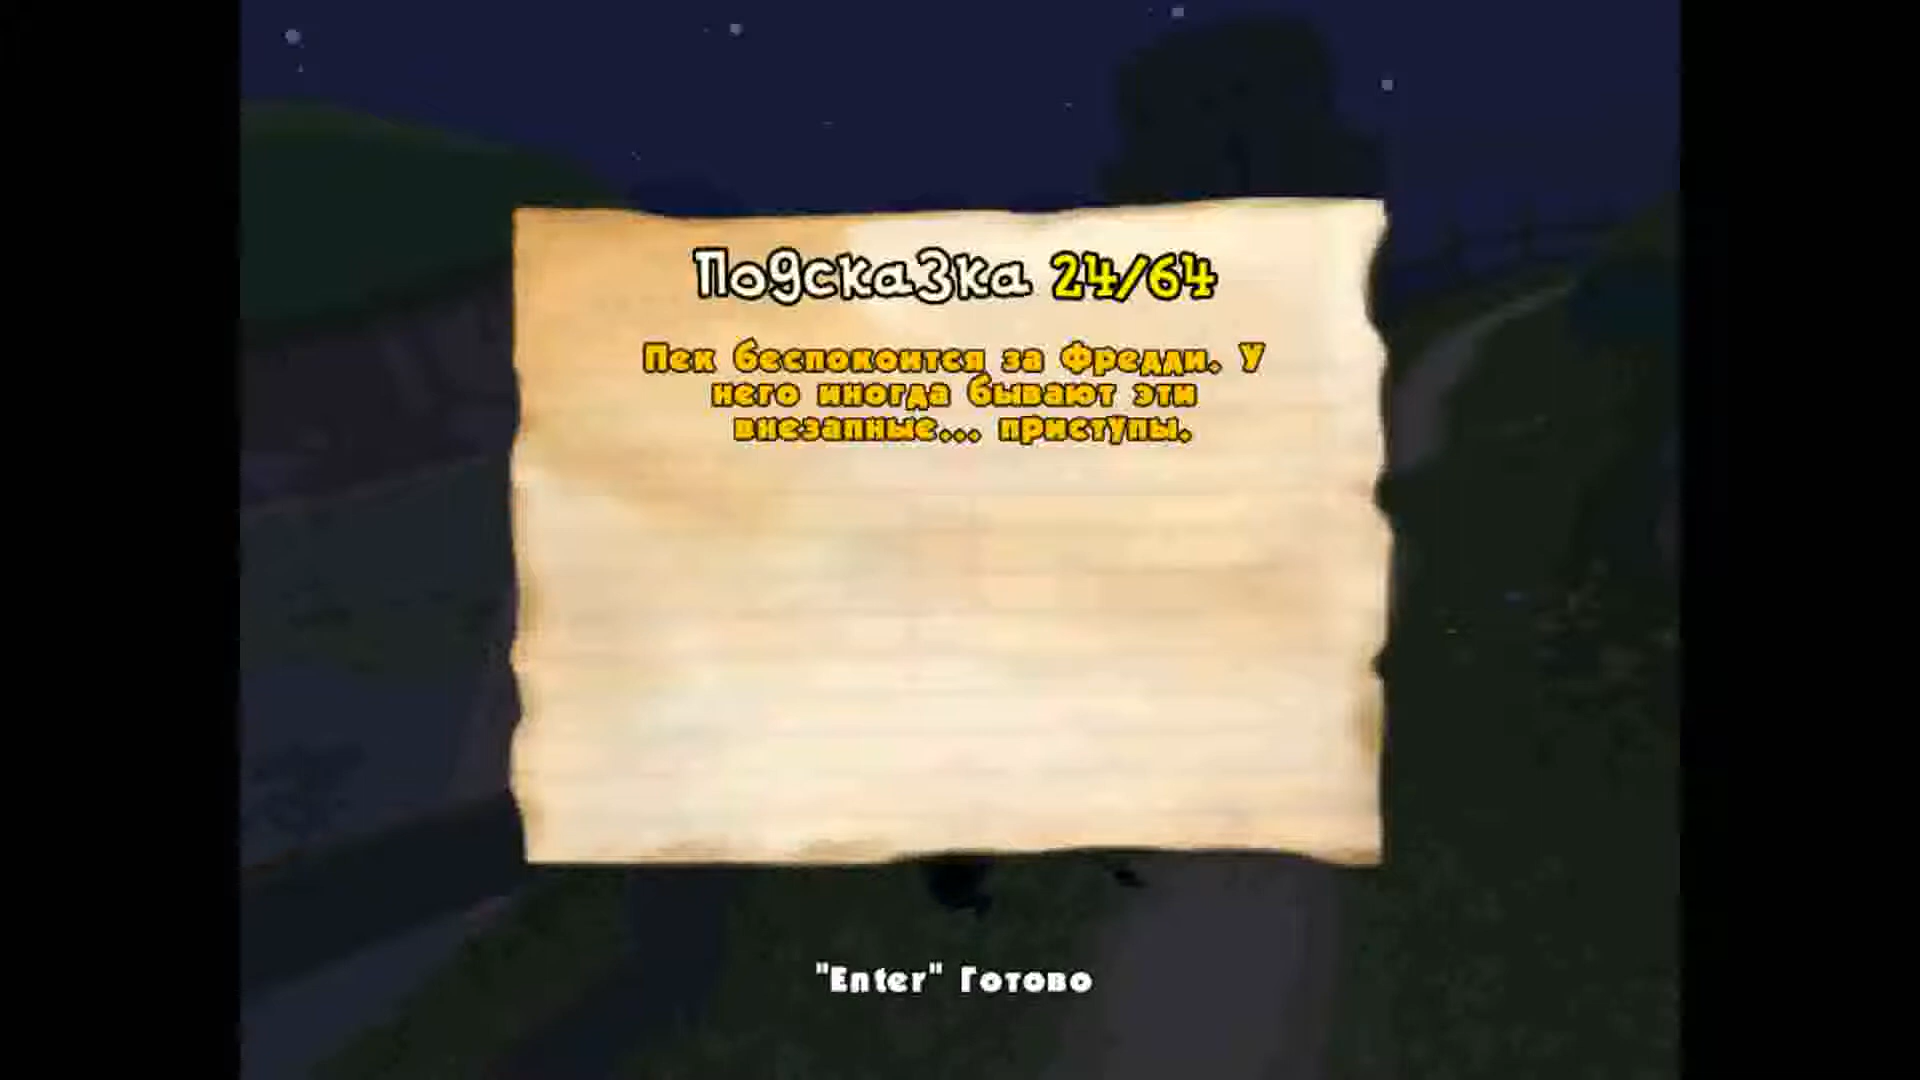 Подсказка 24/64
Пек беспокоится за Фредди. У
него иногда бывают эти
внезапные... приступы.
"Enter" Готово